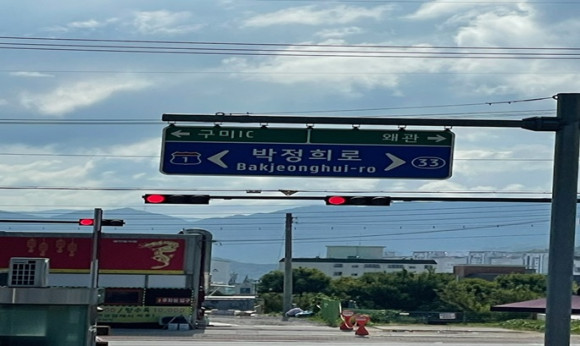 ← 구미IC 왜관 →
1 < 박정희로 > 33
Bakjeonghui-ro